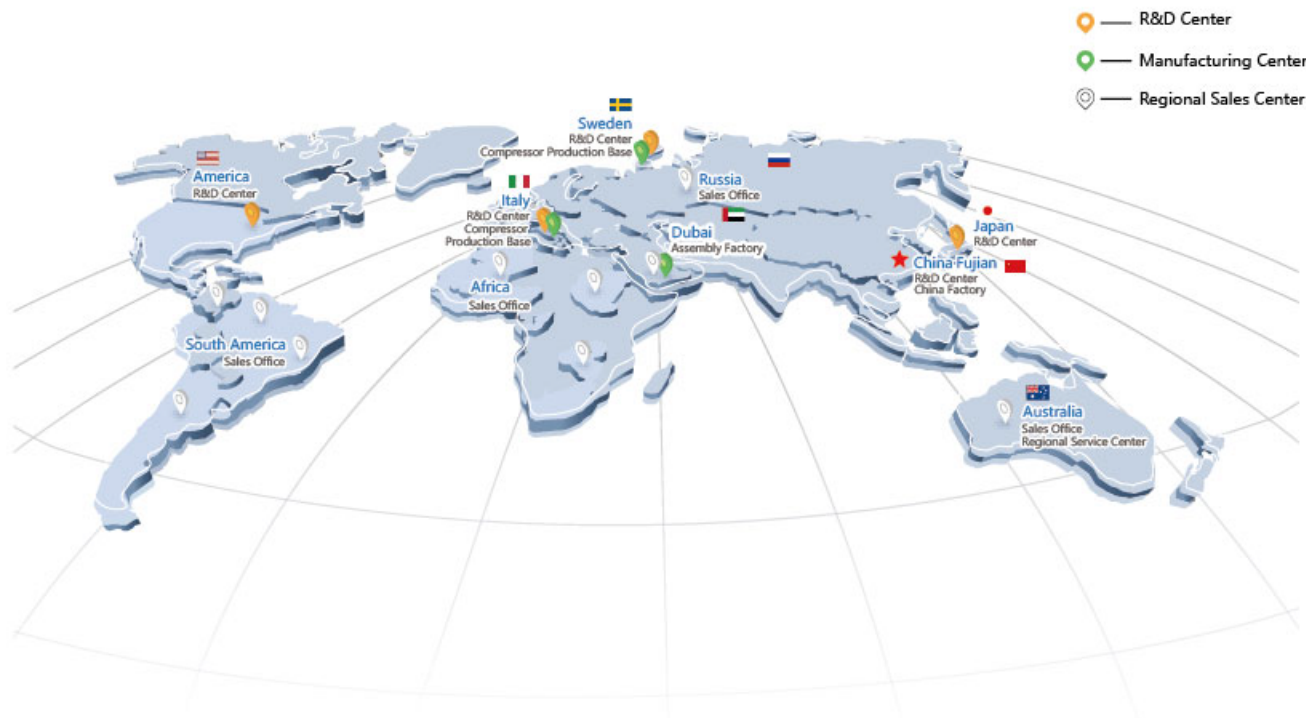 R&D Center
Manufacturing Center
Regional Sales Center
Sweden
R&D Center
Compressor Production Base
America
R&D Center
Italy
R&D Center
Compressor
Production Base
Russia
Sales Office
Dubai
Assembly Factory
Japan
R&D Center
China Fujian
R&D Center
China Factory
Africa
Sales Office
South America
Sales Office
Australia
Sales Office
Regional Service Center